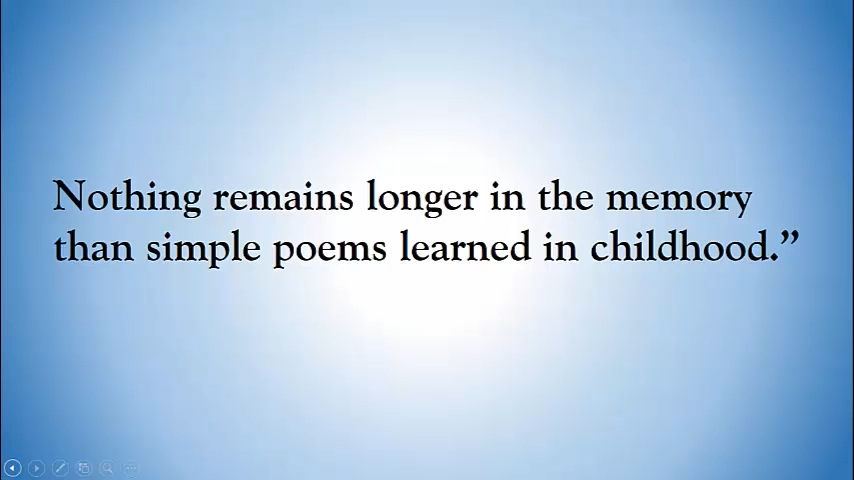 Nothing remains longer in the memory
than simple poems learned in childhood.”